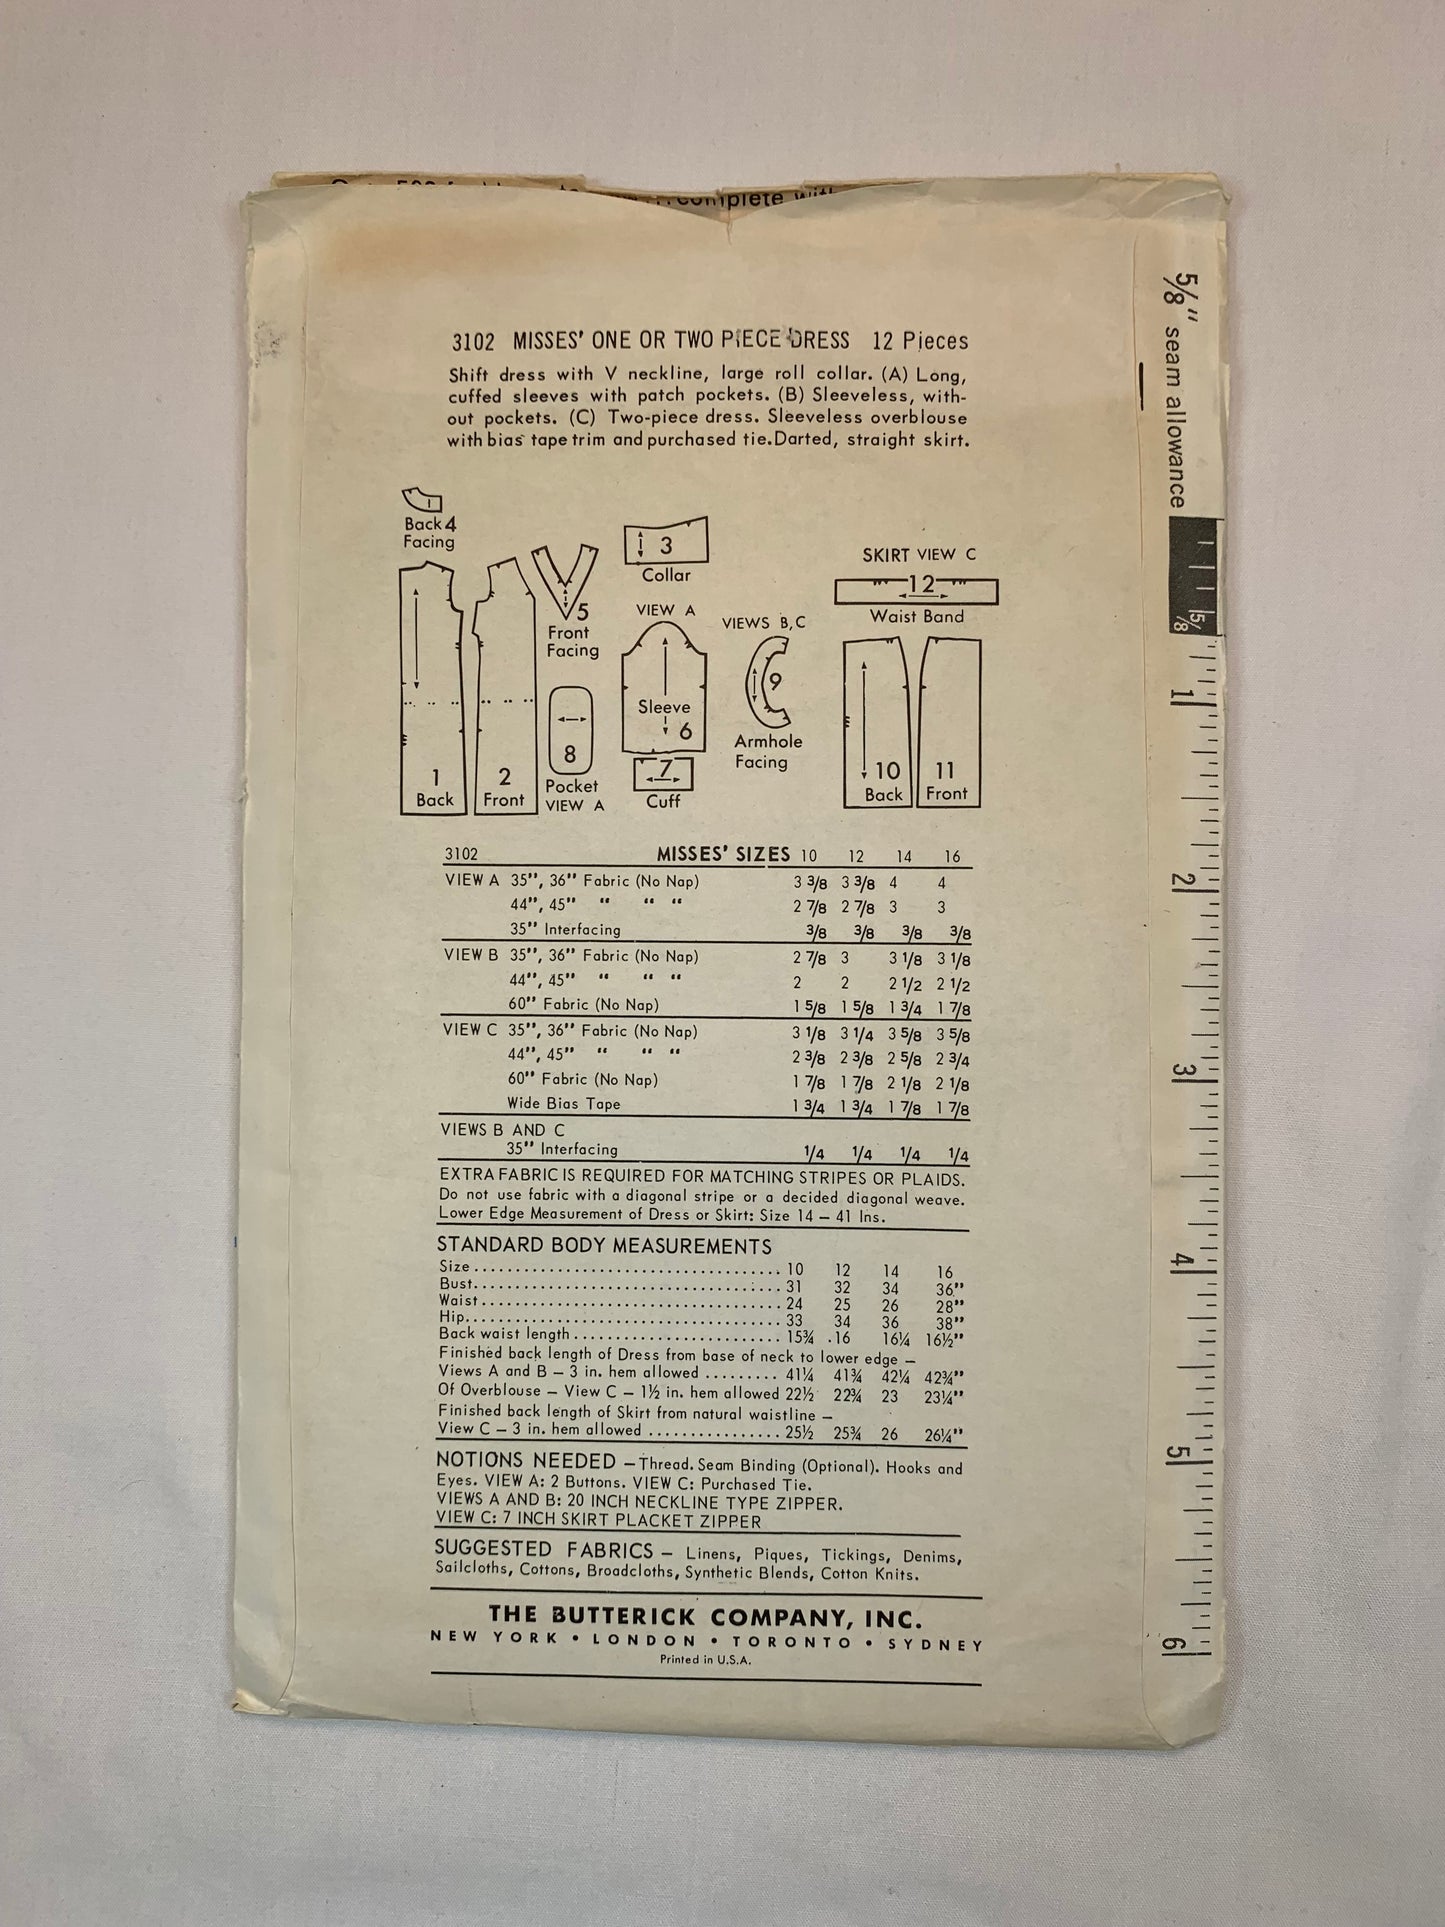 complete with
5/8" seam allowance
3102 MISSES' ONE OR TWO PIECE DRESS 12 Pieces
Shift dress with V neckline, large roll collar. (A) Long,
cuffed sleeves with patch pockets. (B) Sleeveless, with-
out pockets. (C) Two-piece dress. Sleeveless overblouse
with bias tape trim and purchased tie. Darted, straight skirt.
Back 4
Facing
3
Collar
5
Front
Facing
VIEW A
Sleeve
6
7
Cuff
8
Pocket
VIEW A
1
Back
2
Front
VIEWS B, C
9
Armhole
Facing
SKIRT VIEW C
12
Waist Band
10
Back
11
Front
3102 MISSES' SIZES 10 12 14 16
VIEW A 35", 36" Fabric (No Nap) 3 3/8 3 3/8 4 4
44", 45" " " " 2 7/8 2 7/8 3 3
35" Interfacing 3/8 3/8 3/8 3/8
VIEW B 35", 36" Fabric (No Nap) 2 7/8 3 3 1/8 3 1/8
44", 45" " " " 2 2 2 1/2 2 1/2
60" Fabric (No Nap) 1 5/8 1 5/8 1 3/4 1 7/8
VIEW C 35", 36" Fabric (No Nap) 3 1/8 3 1/4 3 5/8 3 5/8
44", 45" " " " 2 3/8 2 3/8 2 5/8 2 3/4
60" Fabric (No Nap) 1 7/8 1 7/8 2 1/8 2 1/8
Wide Bias Tape 1 3/4 1 3/4 1 7/8 1 7/8
VIEWS B AND C
35" Interfacing 1/4 1/4 1/4 1/4
EXTRA FABRIC IS REQUIRED FOR MATCHING STRIPES OR PLAIDS.
Do not use fabric with a diagonal stripe or a decided diagonal weave.
Lower Edge Measurement of Dress or Skirt: Size 14 – 41 Ins.
STANDARD BODY MEASUREMENTS
Size 10 12 14 16
Bust 31 32 34 36"
Waist 24 25 26 28"
Hip 33 34 36 38"
Back waist length 15¾ 16 16¼ 16½"
Finished back length of Dress from base of neck to lower edge –
Views A and B – 3 in. hem allowed 41¼ 41¾ 42¼ 42¾"
Of Overblouse – View C – 1½ in. hem allowed 22½ 22¾ 23 23¼"
Finished back length of Skirt from natural waistline –
View C – 3 in. hem allowed 25½ 25¾ 26 26¼"
NOTIONS NEEDED – Thread. Seam Binding (Optional). Hooks and
Eyes. VIEW A: 2 Buttons. VIEW C: Purchased Tie.
VIEWS A AND B: 20 INCH NECKLINE TYPE ZIPPER.
VIEW C: 7 INCH SKIRT PLACKET ZIPPER
SUGGESTED FABRICS – Linens, Piques, Tickings, Denims,
Sailcloths, Cottons, Broadcloths, Synthetic Blends, Cotton Knits.
THE BUTTERICK COMPANY, INC.
NEW YORK • LONDON • TORONTO • SYDNEY
Printed in U.S.A.
5/8
1
2
3
4
5
6